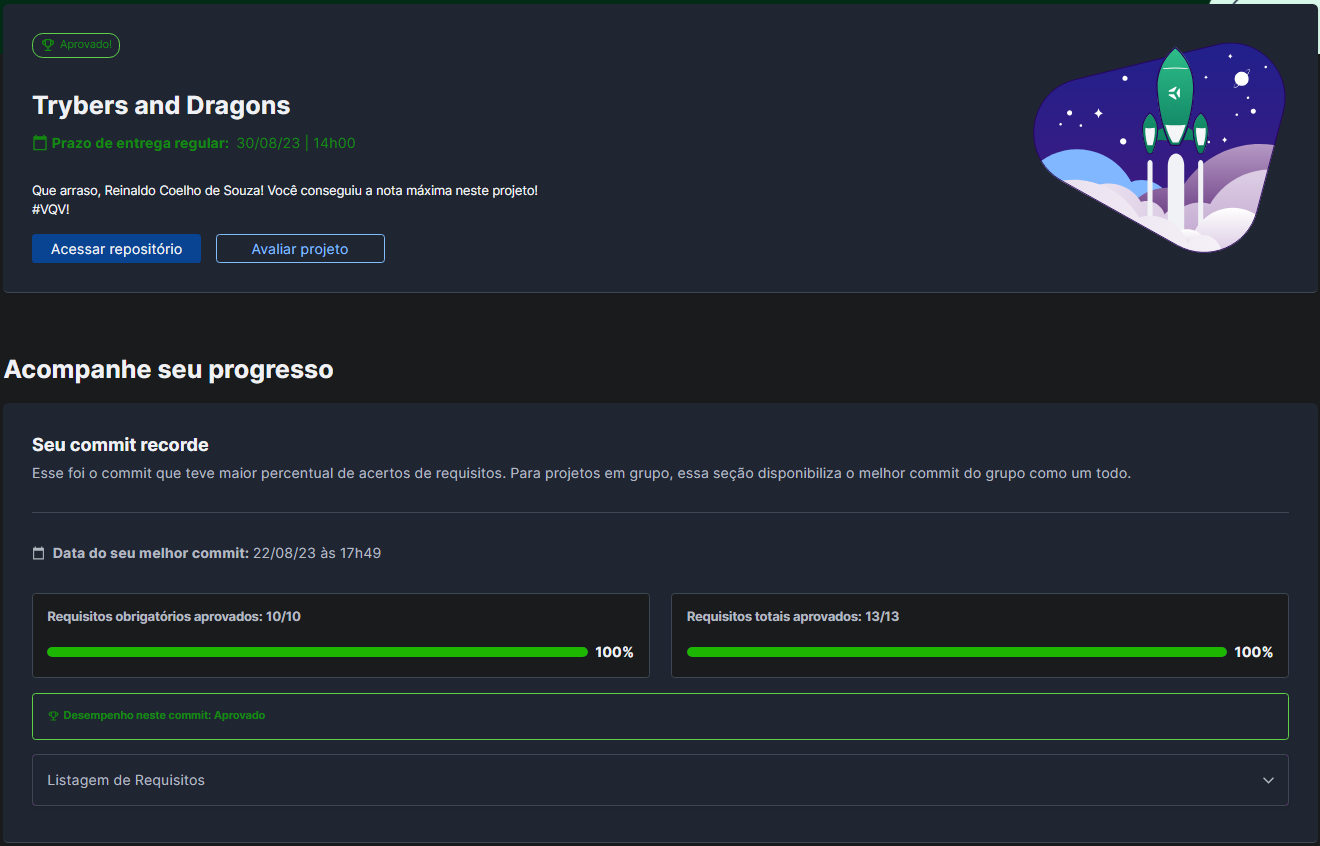 Aprovado!
Trybers and Dragons
Prazo de entrega regular: 30/08/23 | 14h00
Que arraso, Reinaldo Coelho de Souza! Você conseguiu a nota máxima neste projeto!
#VQV!
Acessar repositório
Avaliar projeto
Acompanhe seu progresso
Seu commit recorde
Esse foi o commit que teve maior percentual de acertos de requisitos. Para projetos em grupo, essa seção disponibiliza o melhor commit do grupo como um todo.
Data do seu melhor commit: 22/08/23 às 17h49
Requisitos obrigatórios aprovados: 10/10
100%
Requisitos totais aprovados: 13/13
100%
Desempenho neste commit: Aprovado
Listagem de Requisitos